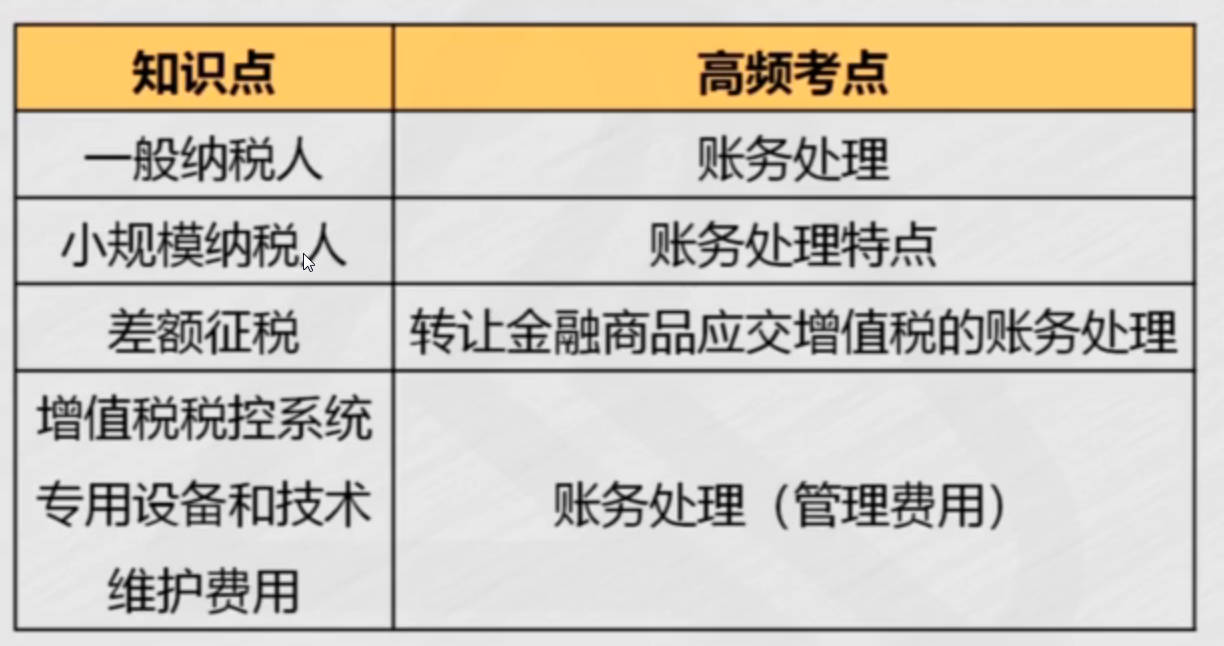 知识点 高频考点
一般纳税人 账务处理
小规模纳税人 账务处理特点
差额征税 转让金融商品应交增值税的账务处理
增值税税控系统
专用设备和技术 账务处理（管理费用）
维护费用